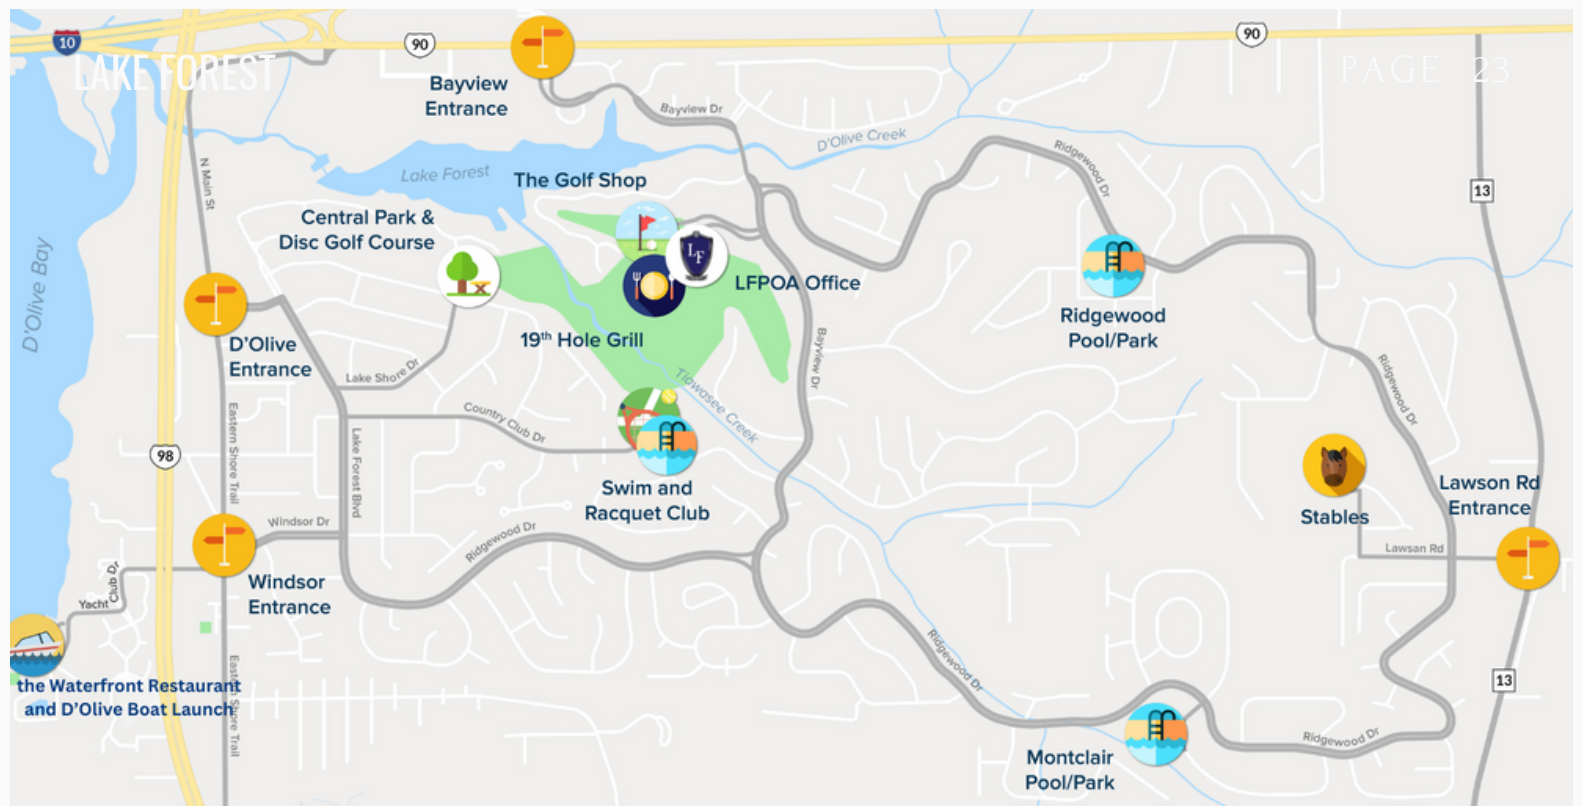 10
90
90
LAKE FOREST
PAGE 23
Bayview
Entrance
Bayview Dr
D'Olive Creek
Ridgewood Dr
N Main St
Lake Forest
The Golf Shop
13
Central Park &
Disc Golf Course
LF
LFPOA Office
D'Olive Bay
19th Hole Grill
Ridgewood
Pool/Park
D'Olive
Entrance
Bayview Dr
Lake Shore Dr
Tiawasee Creek
Ridgewood Dr
Country Club Dr
Eastern Shore Trail
Lake Forest Blvd
98
Swim and
Racquet Club
Stables
Lawson Rd
Entrance
Windsor Dr
Ridgewood Dr
Lawsan Rd
Windsor
Entrance
Yacht Club Dr
Ridgewood Dr
the Waterfront Restaurant
and D'Olive Boat Launch
Eastern Shore Trail
13
Ridgewood Dr
Montclair
Pool/Park